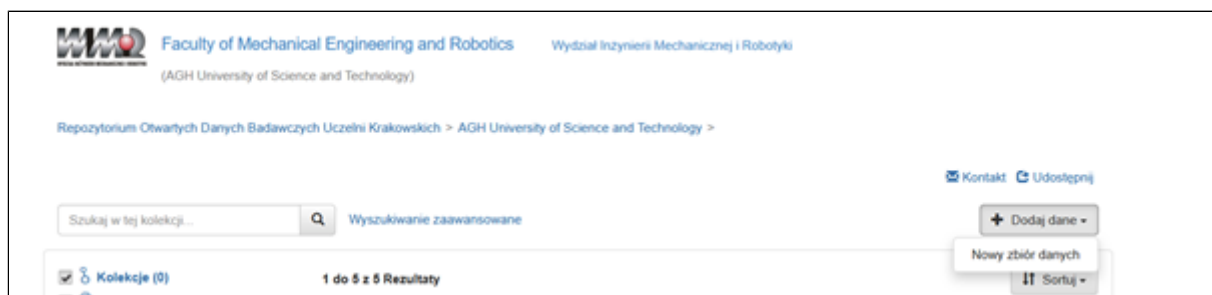 Faculty of Mechanical Engineering and Robotics Wydział Inżynierii Mechanicznej i Robotyki
(AGH University of Science and Technology)
Repozytorium Otwartych Danych Badawczych Uczelni Krakowskich > AGH University of Science and Technology >
Kontakt Udostępnij
Szukaj w tej kolekcji... Wyszukiwanie zaawansowane + Dodaj dane
Nowy zbiór danych
Kolekcje (0) 1 do 5 z 5 Rezultaty Sortuj